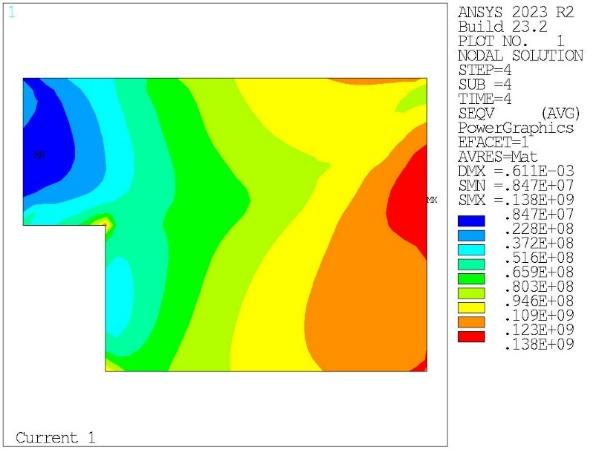 1
ANSYS 2023 R2
Build 23.2
PLOT NO.   1
NODAL SOLUTION
STEP=4
SUB =4
TIME=4
SEQV     (AVG)
PowerGraphics
EFACET=1
AVRES=Mat
DMX =.611E-03
SMN =.847E+07
SMX =.138E+09
MN
MX
.847E+07
.228E+08
.372E+08
.516E+08
.659E+08
.803E+08
.946E+08
.109E+09
.123E+09
.138E+09
Current 1